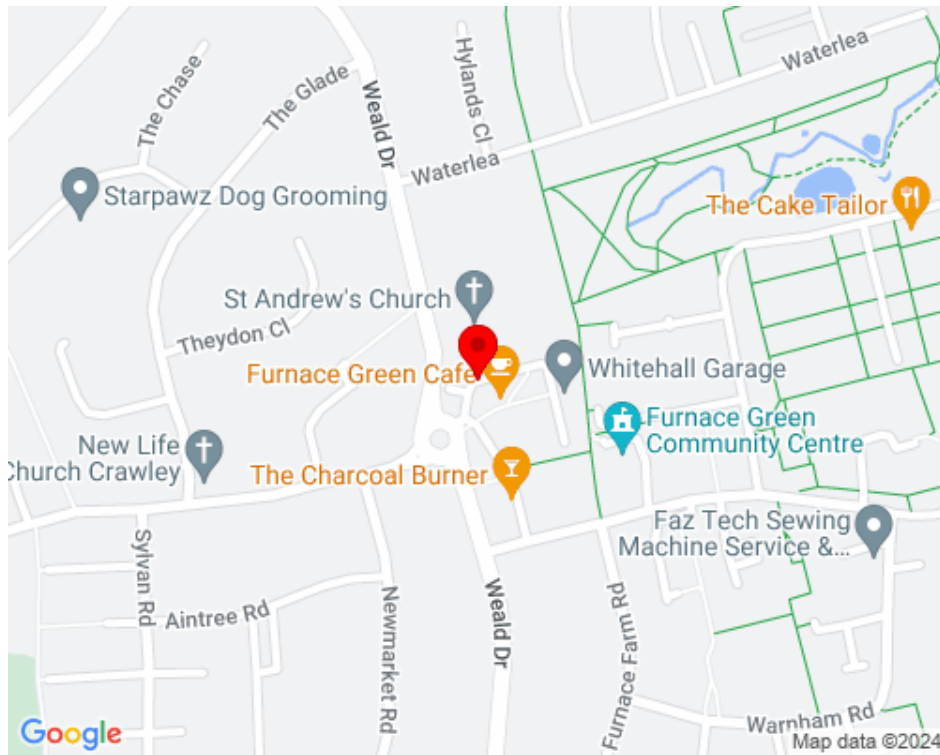 Waterlea
Hylands Cl
The Chase
The Glade
Weald Dr
Waterlea
Starpawz Dog Grooming
The Cake Tailor
St Andrew's Church
Theydon Cl
Furnace Green Cafe
Whitehall Garage
Furnace Green
Community Centre
New Life
Church Crawley
The Charcoal Burner
Faz Tech Sewing
Machine Service &...
Sylvan Rd
Aintree Rd
Newmarket Rd
Weald Dr
Furnace Farm Rd
Warnham Rd
Google
Map data ©2024